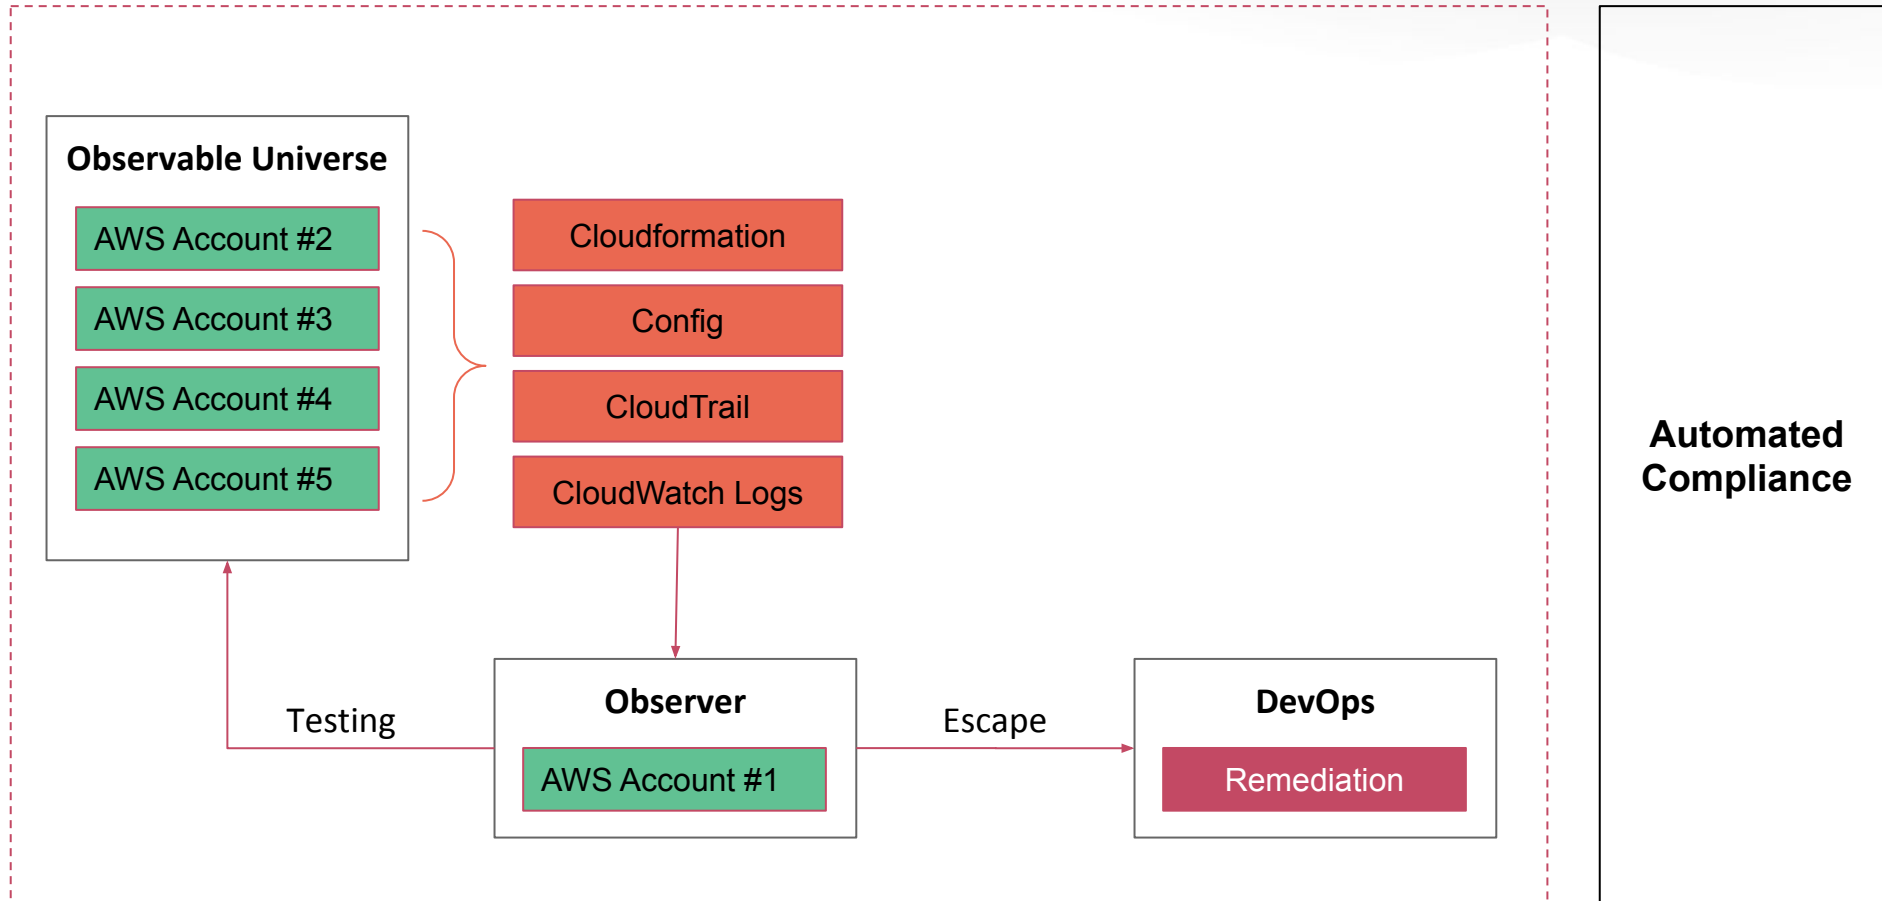 Observable Universe
AWS Account #2
AWS Account #3
AWS Account #4
AWS Account #5
Cloudformation
Config
CloudTrail
CloudWatch Logs
Testing
Observer
AWS Account #1
Escape
DevOps
Remediation
Automated
Compliance